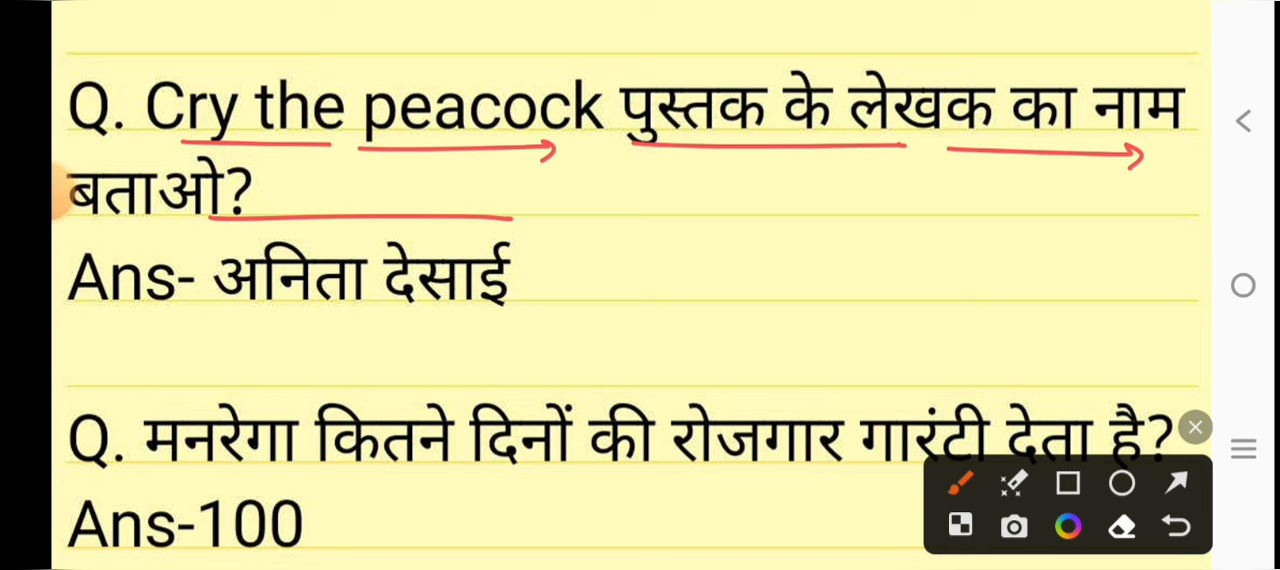 Q. Cry the peacock पुस्तक के लेखक का नाम
बताओ?
Ans- अनिता देसाई
Q. मनरेगा कितने दिनों की रोजगार गारंटी देता है?
Ans-100